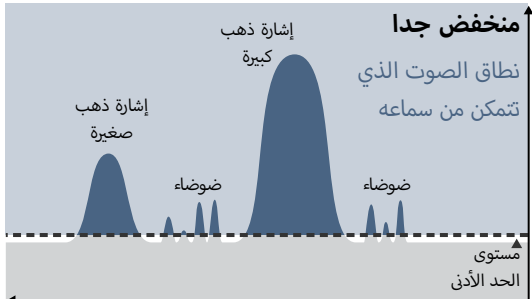 منخفض جدا
نطاق الصوت الذي
تتمكن من سماعه
إشارة ذهب
كبيرة
إشارة ذهب
صغيرة
ضوضاء
ضوضاء
مستوى
الحد الأدنى